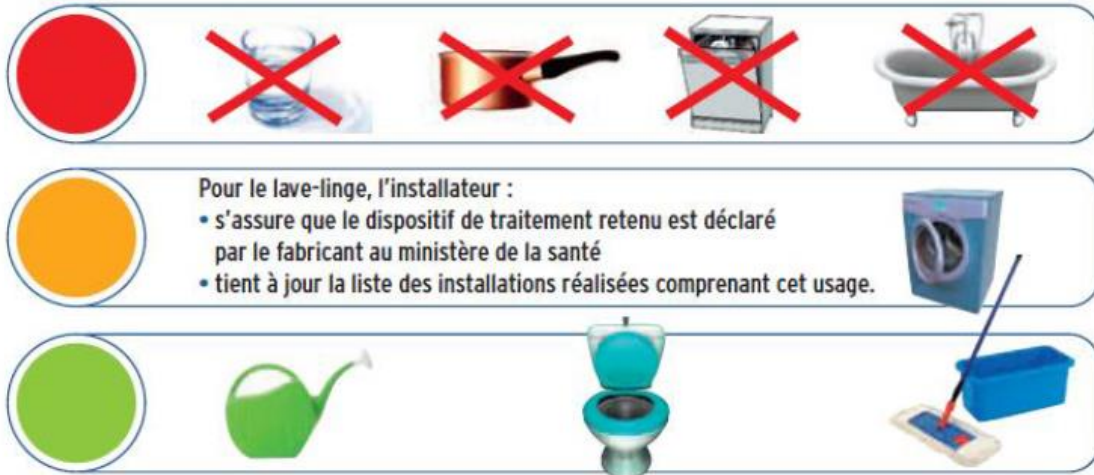 Pour le lave-linge, l'installateur :
• s'assure que le dispositif de traitement retenu est déclaré
par le fabricant au ministère de la santé
• tient à jour la liste des installations réalisées comprenant cet usage.